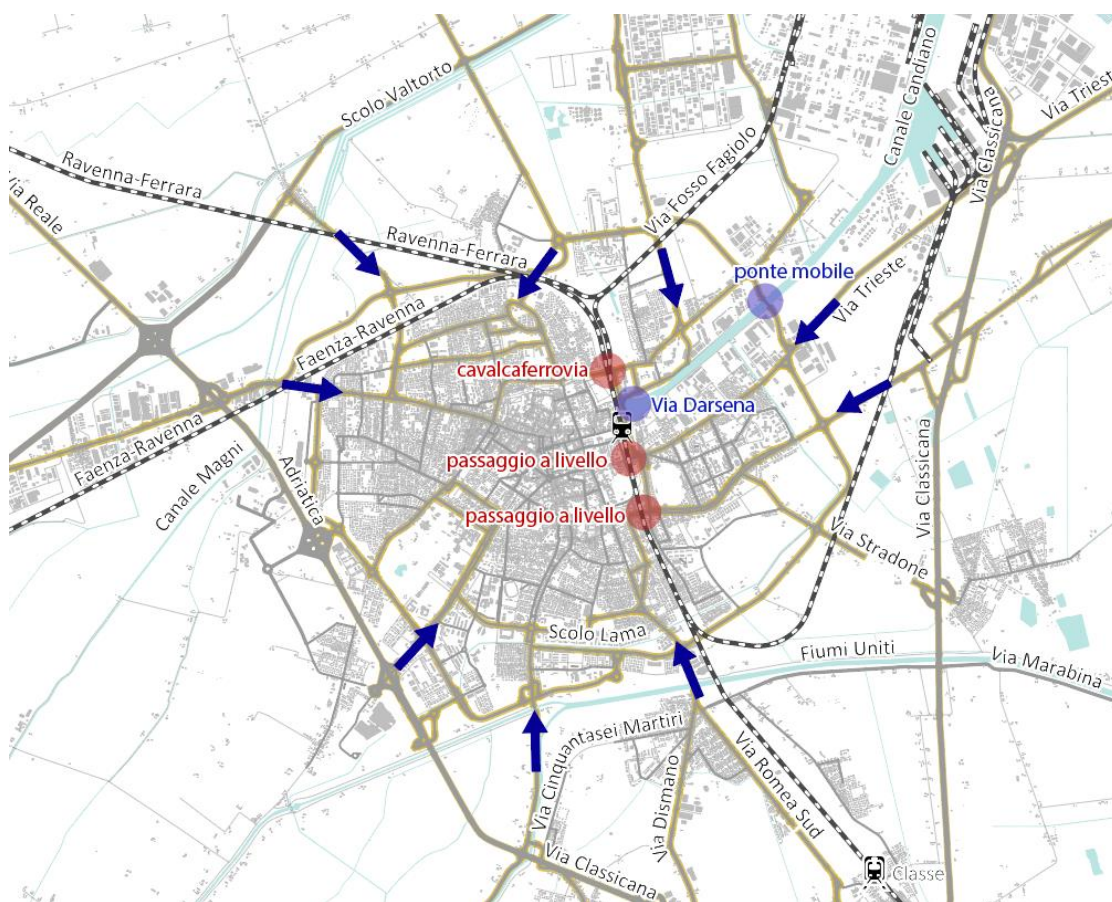 Scolo Valtorto
Canale Candiano
Via Trieste
Via Classicana
Ravenna-Ferrara
Via Reale
Ravenna-Ferrara
Via Fosso Fagiolo
ponte mobile
Via Trieste
Faenza-Ravenna
cavalcaferrovia
Via Darsena
Faenza-Ravenna
passaggio a livello
Canale Magni
Adriatica
passaggio a livello
Via Classicana
Via Stradone
Scolo Lama
Fiumi Uniti
Via Marabina
Via Cinquantasei Martiri
Via Dismano
Via Romea Sud
Via Classicana
Classe